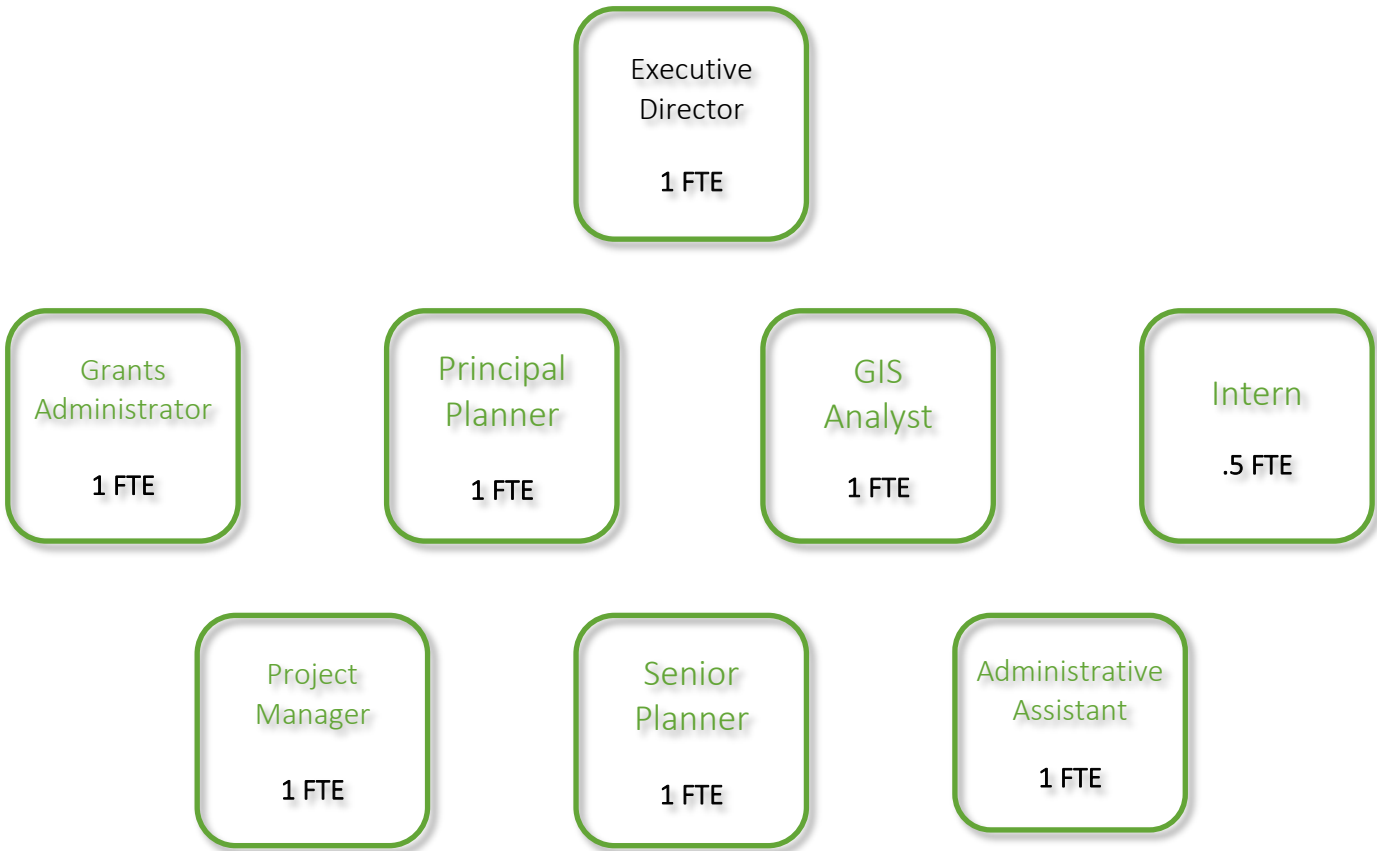 Executive
Director
1 FTE
Grants
Administrator
1 FTE
Principal
Planner
1 FTE
GIS
Analyst
1 FTE
Intern
.5 FTE
Project
Manager
1 FTE
Senior
Planner
1 FTE
Administrative
Assistant
1 FTE